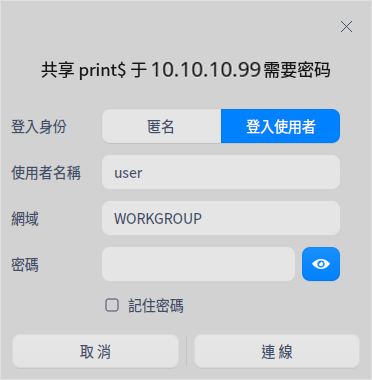 共享 print$ 于 10.10.10.99需要密码
登入身份 匿名 登入使用者
使用者名稱 user
網域 WORKGROUP
密碼
記住密碼
取消 連線